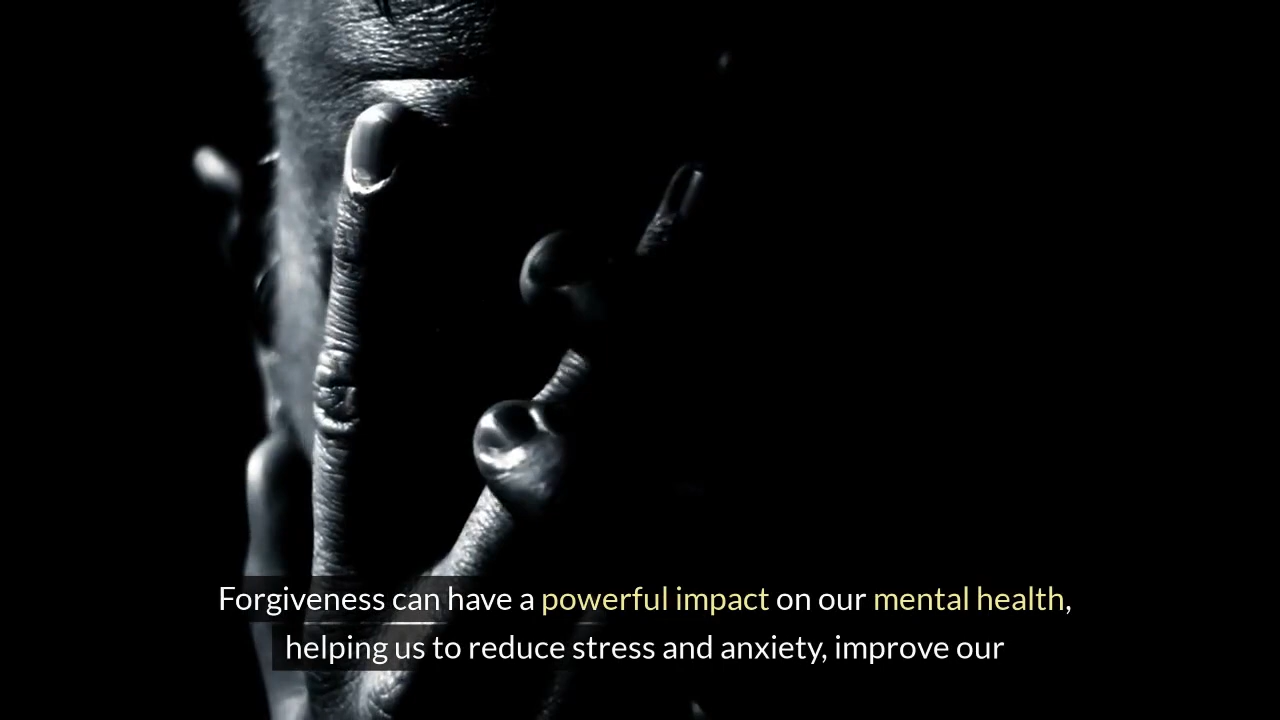 Forgiveness can have a powerful impact on our mental health,
helping us to reduce stress and anxiety, improve our